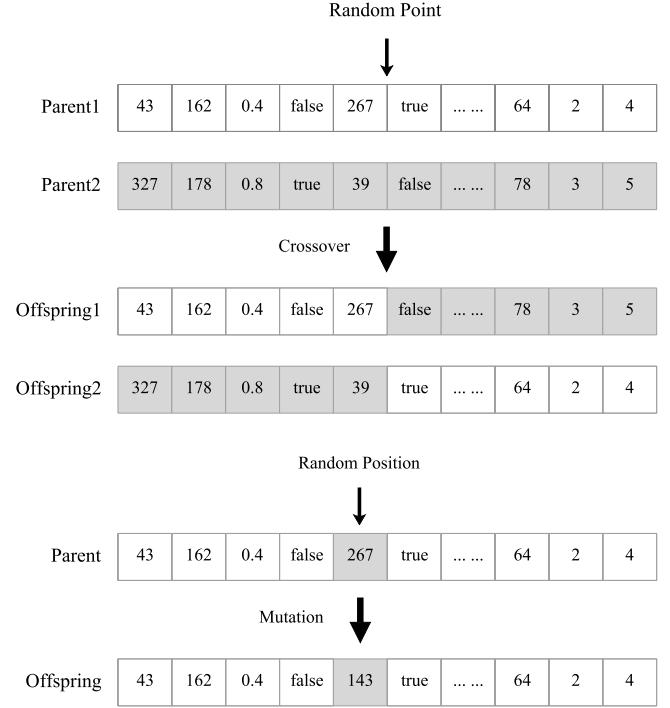 Random Point
Parent1 43 162 0.4 false 267 true ... ... 64 2 4
Parent2 327 178 0.8 true 39 false ... ... 78 3 5
Crossover
Offspring1 43 162 0.4 false 267 false ... ... 78 3 5
Offspring2 327 178 0.8 true 39 true ... ... 64 2 4
Random Position
Parent 43 162 0.4 false 267 true ... ... 64 2 4
Mutation
Offspring 43 162 0.4 false 143 true ... ... 64 2 4